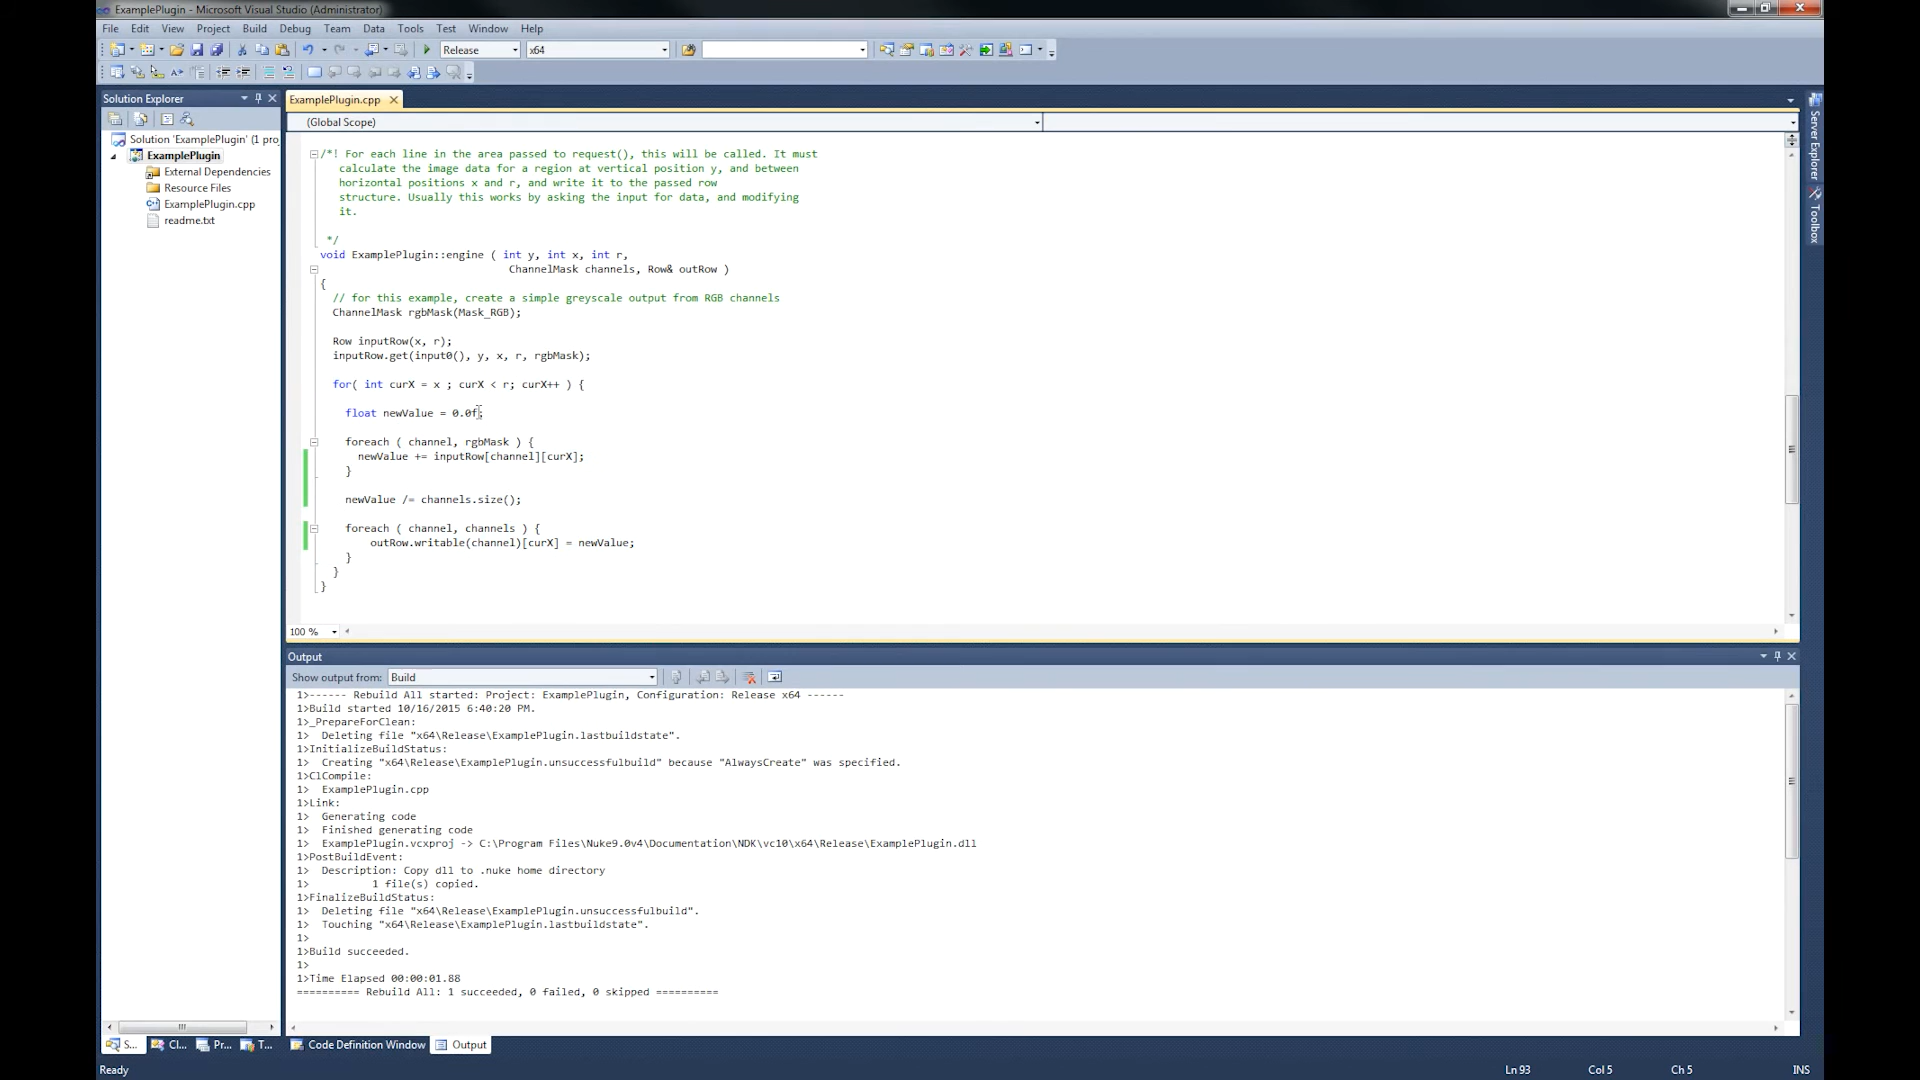 ExamplePlugin - Microsoft Visual Studio (Administrator)
File Edit View Project Build Debug Team Data Tools Test Window Help
Release x64
Solution Explorer
Solution 'ExamplePlugin' (1 pro
ExamplePlugin
External Dependencies
Resource Files
ExamplePlugin.cpp
readme.txt
ExamplePlugin.cpp
(Global Scope)
/*! For each line in the area passed to request(), this will be called. It must
calculate the image data for a region at vertical position y, and between
horizontal positions x and r, and write it to the passed row
structure. Usually this works by asking the input for data, and modifying
it.
*/
void ExamplePlugin::engine ( int y, int x, int r,
ChannelMask channels, Row& outRow )
{
// for this example, create a simple greyscale output from RGB channels
ChannelMask rgbMask(Mask_RGB);
Row inputRow(x, r);
inputRow.get(input0(), y, x, r, rgbMask);
for( int curX = x ; curX < r; curX++ ) {
float newValue = 0.0f;
foreach ( channel, rgbMask ) {
newValue += inputRow[channel][curX];
}
newValue /= channels.size();
foreach ( channel, channels ) {
outRow.writable(channel)[curX] = newValue;
}
}
}
100 %
Output
Show output from: Build
1>------ Rebuild All started: Project: ExamplePlugin, Configuration: Release x64 ------
1>Build started 10/16/2015 6:40:20 PM.
1>_PrepareForClean:
1> Deleting file "x64\Release\ExamplePlugin.lastbuildstate".
1>InitializeBuildStatus:
1> Creating "x64\Release\ExamplePlugin.unsuccessfulbuild" because "AlwaysCreate" was specified.
1>ClCompile:
1> ExamplePlugin.cpp
1>Link:
1> Generating code
1> Finished generating code
1> ExamplePlugin.vcxproj -> C:\Program Files\Nuke9.0v4\Documentation\NDK\vc10\x64\Release\ExamplePlugin.dll
1>PostBuildEvent:
1> Description: Copy dll to .nuke home directory
1> 1 file(s) copied.
1>FinalizeBuildStatus:
1> Deleting file "x64\Release\ExamplePlugin.unsuccessfulbuild".
1> Touching "x64\Release\ExamplePlugin.lastbuildstate".
1>
1>Build succeeded.
1>
1>Time Elapsed 00:00:01.88
========== Rebuild All: 1 succeeded, 0 failed, 0 skipped ==========
S... Cl... Pr... T... Code Definition Window Output
Ready Ln 93 Col 5 Ch 5 INS
Server Explorer
Toolbox